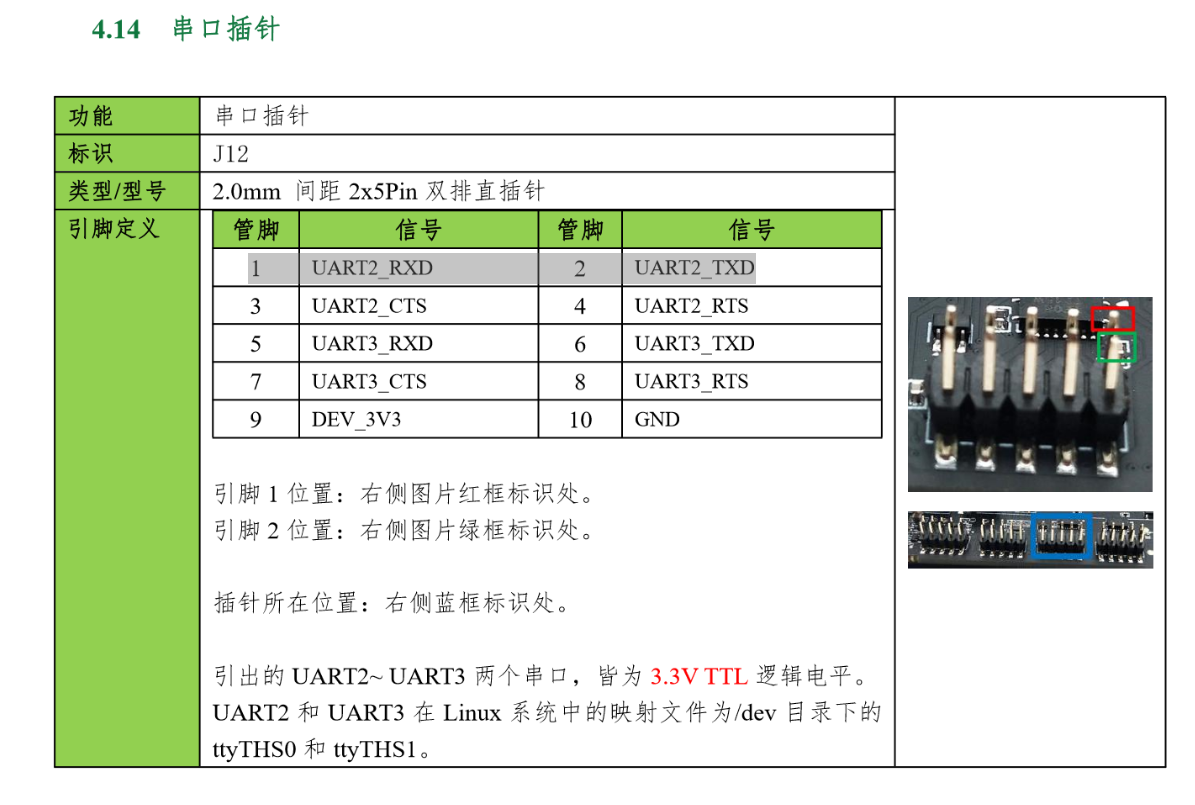 4.14 串口插针
功能 串口插针
标识 J12
类型/型号 2.0mm 间距 2x5Pin 双排直插针
引脚定义
管脚 信号 管脚 信号
1 UART2_RXD 2 UART2_TXD
3 UART2_CTS 4 UART2_RTS
5 UART3_RXD 6 UART3_TXD
7 UART3_CTS 8 UART3_RTS
9 DEV_3V3 10 GND
引脚 1 位置：右侧图片红框标识处。
引脚 2 位置：右侧图片绿框标识处。
插针所在位置：右侧蓝框标识处。
引出的 UART2~ UART3 两个串口，皆为 3.3V TTL 逻辑电平。
UART2 和 UART3 在 Linux 系统中的映射文件为/dev 目录下的
ttyTHS0 和 ttyTHS1。